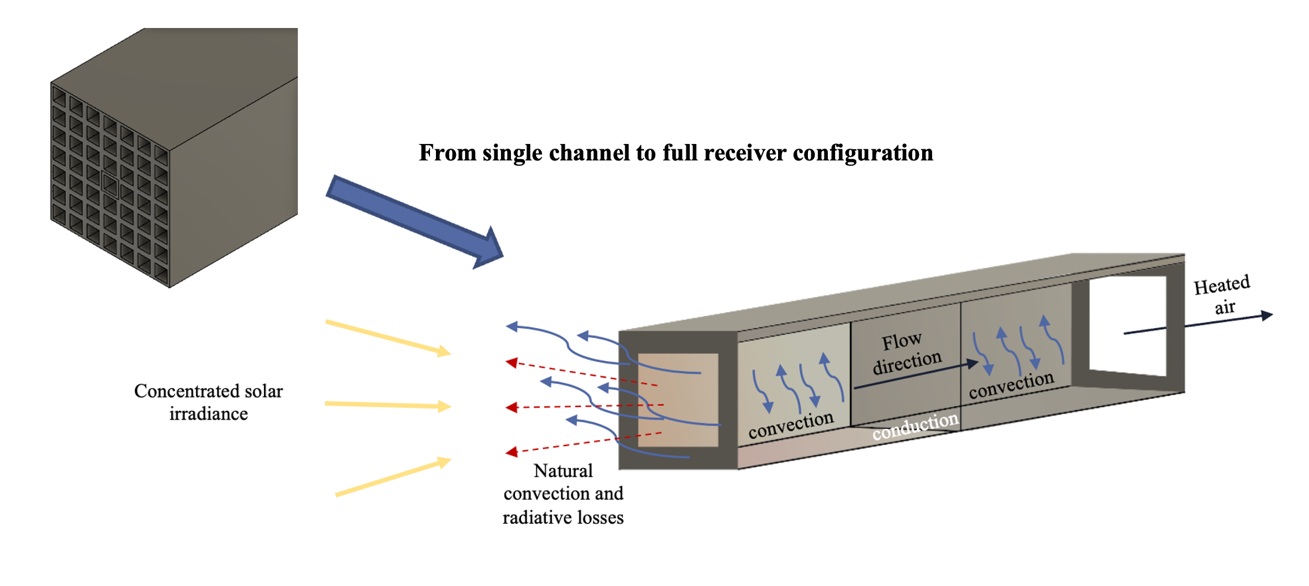 From single channel to full receiver configuration
Heated
air
Flow
direction
convection
convection
conduction
Concentrated solar
irradiance
Natural
convection and
radiative losses